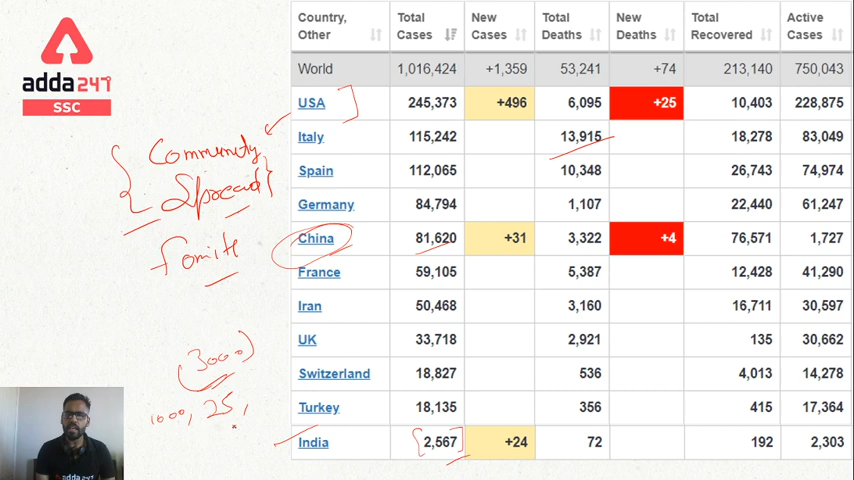 adda247
SSC
Country, Other Total Cases New Cases Total Deaths New Deaths Total Recovered Active Cases
World 1,016,424 +1,359 53,241 +74 213,140 750,043
USA 245,373 +496 6,095 +25 10,403 228,875
Italy 115,242 13,915 18,278 83,049
Spain 112,065 10,348 26,743 74,974
Germany 84,794 1,107 22,440 61,247
China 81,620 +31 3,322 +4 76,571 1,727
France 59,105 5,387 12,428 41,290
Iran 50,468 3,160 16,711 30,597
UK 33,718 2,921 135 30,662
Switzerland 18,827 536 4,013 14,278
Turkey 18,135 356 415 17,364
India 2,567 +24 72 192 2,303
Community
Spread
fomite
(3000)
1000, 25,
adda247